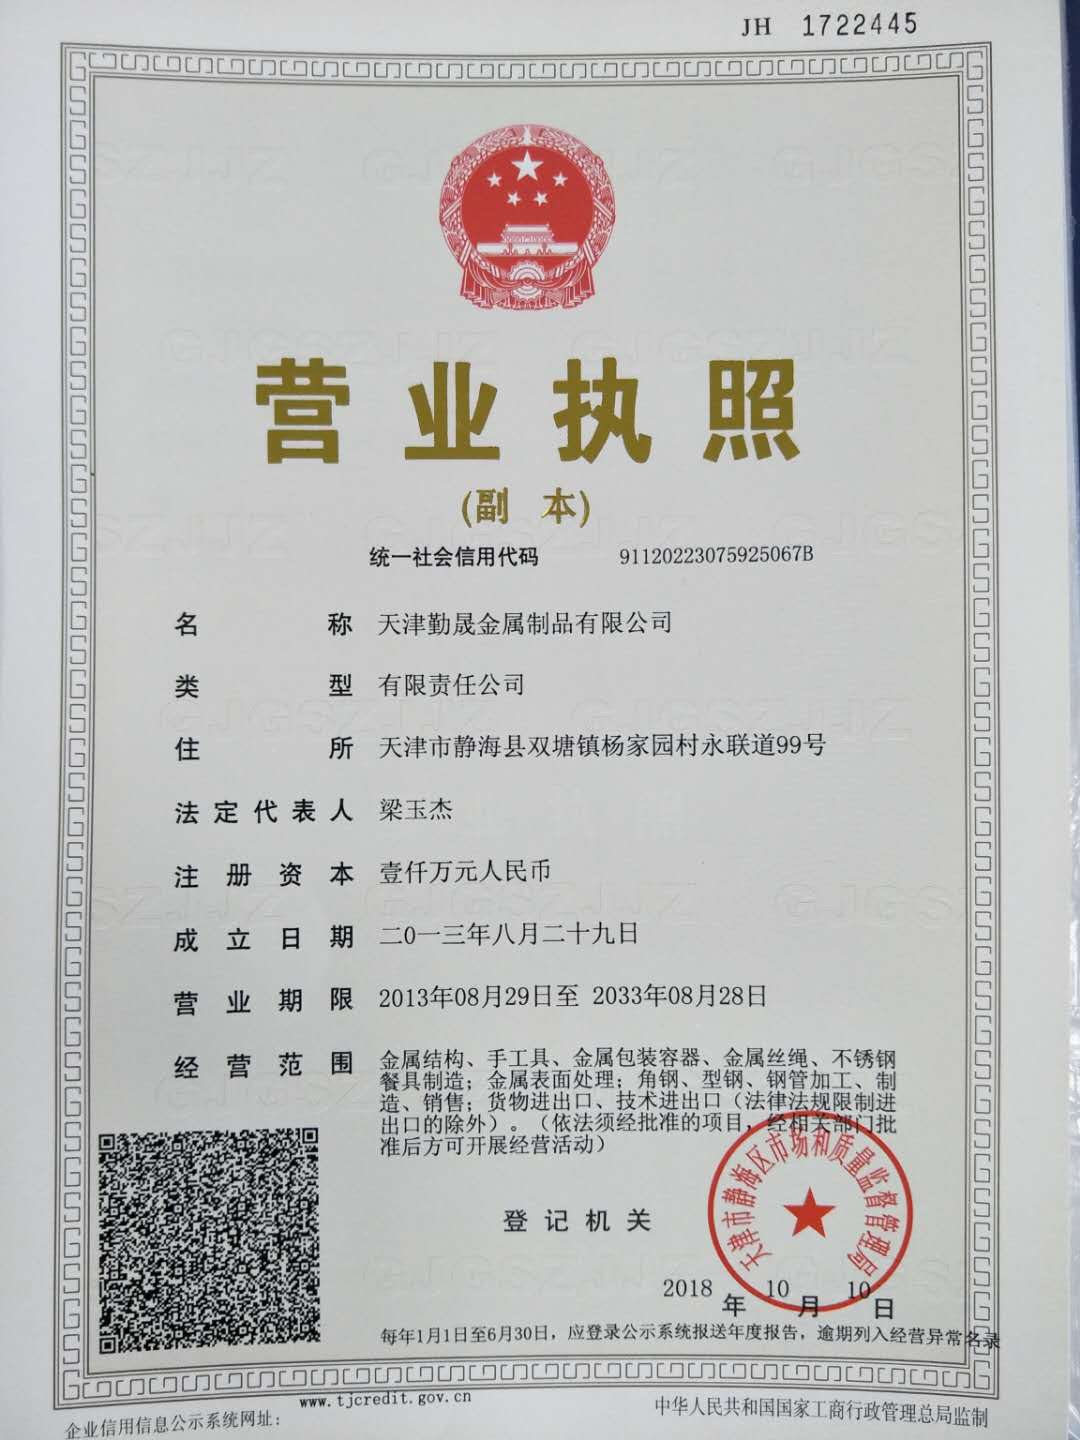 JH 1722445
营业执照
(副 本)
统一社会信用代码 91120223075925067B
名称 天津勤晟金属制品有限公司
类型 有限责任公司
住所 天津市静海县双塘镇杨家园村永联道99号
法定代表人 梁玉杰
注册资本 壹仟万元人民币
成立日期 二0一三年八月二十九日
营业期限 2013年08月29日至 2033年08月28日
经营范围 金属结构、手工具、金属包装容器、金属丝绳、不锈钢
餐具制造；金属表面处理；角钢、型钢、钢管加工、制
造、销售；货物进出口、技术进出口（法律法规限制进
出口的除外）。（依法须经批准的项目，经相关部门批
准后方可开展经营活动）
天津市静海区市场和质量监督管理局
登记机关
2018年10月10日
每年1月1日至6月30日，应登录公示系统报送年度报告，逾期列入经营异常名录
企业信用信息公示系统网址： www.tjcredit.gov.cn
中华人民共和国国家工商行政管理总局监制